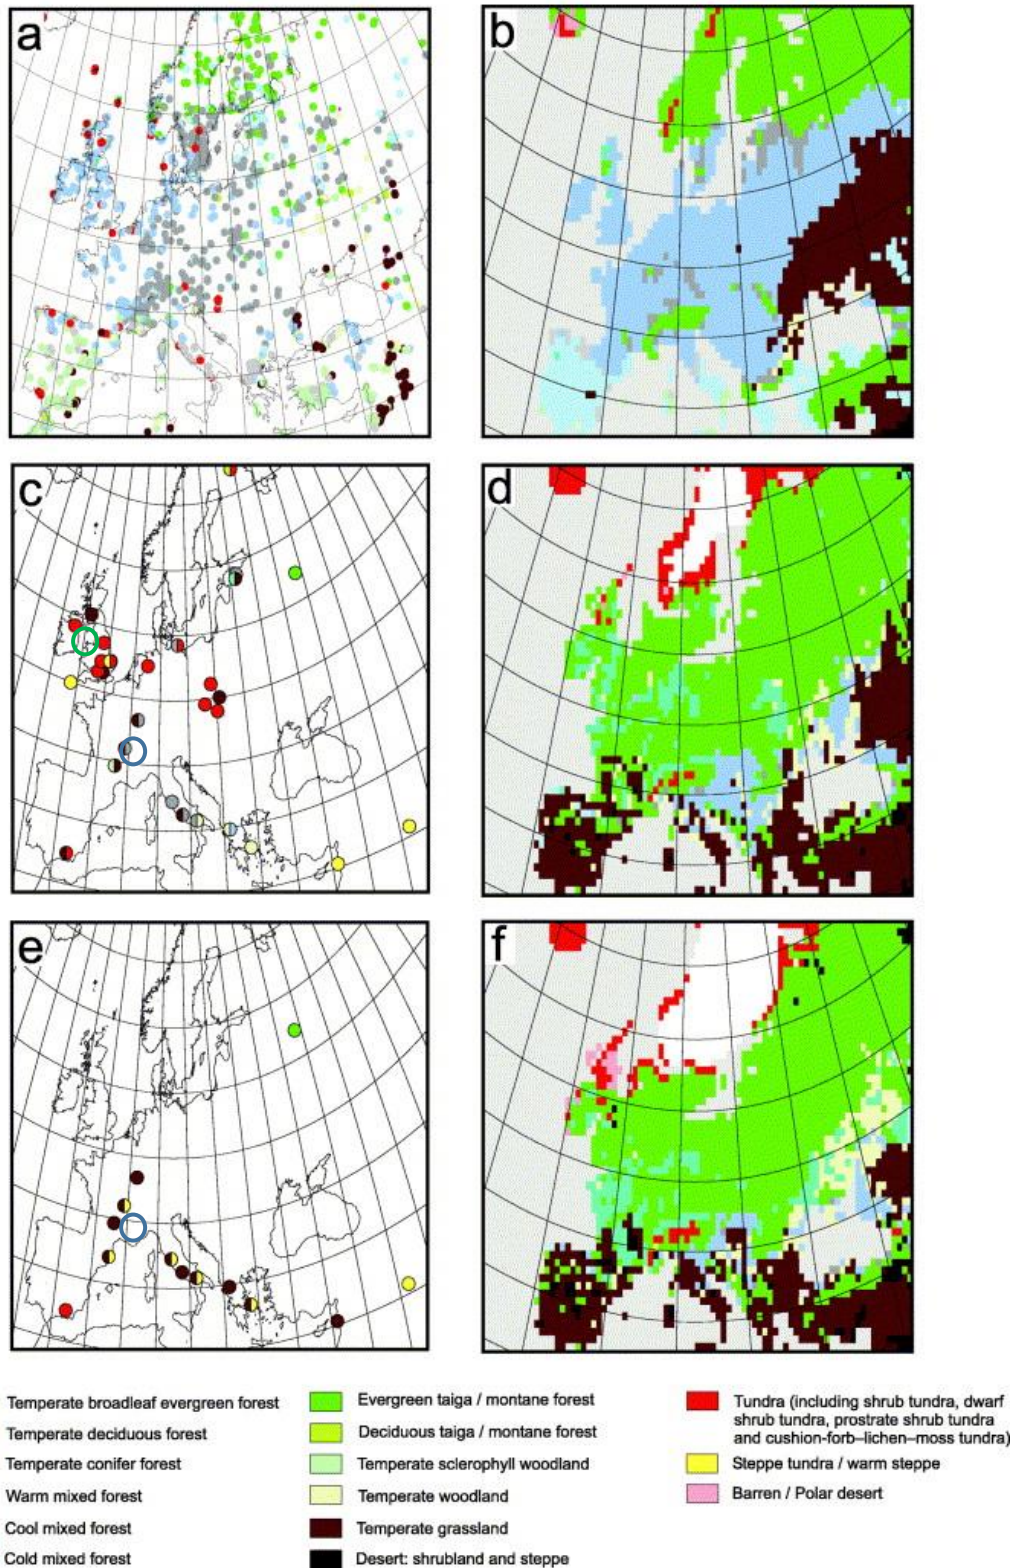 a
b
c
d
e
f
Temperate broadleaf evergreen forest
Temperate deciduous forest
Temperate conifer forest
Warm mixed forest
Cool mixed forest
Cold mixed forest
Evergreen taiga / montane forest
Deciduous taiga / montane forest
Temperate sclerophyll woodland
Temperate woodland
Temperate grassland
Desert: shrubland and steppe
Tundra (including shrub tundra, dwarf
shrub tundra, prostrate shrub tundra
and cushion-forb–lichen–moss tundra)
Steppe tundra / warm steppe
Barren / Polar desert